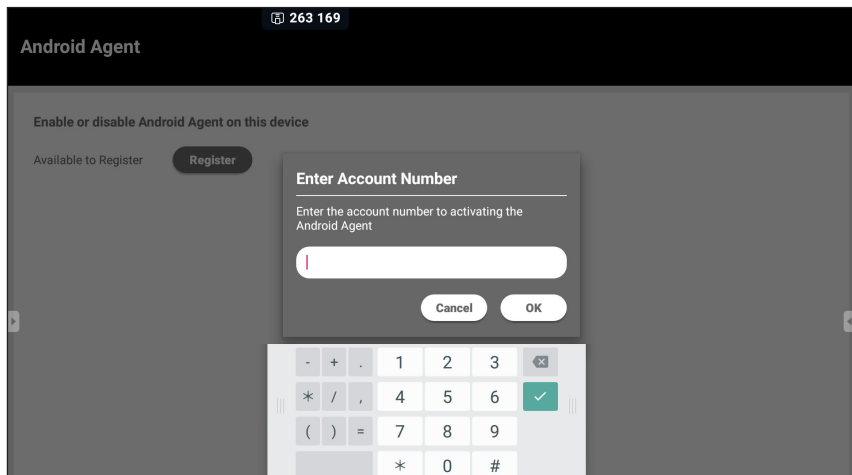 263 169
Android Agent
Enable or disable Android Agent on this device
Available to Register
Register
Enter Account Number
Enter the account number to activating the
Android Agent
Cancel
OK
- + . 1 2 3
* / , 4 5 6
( ) = 7 8 9
* 0 #